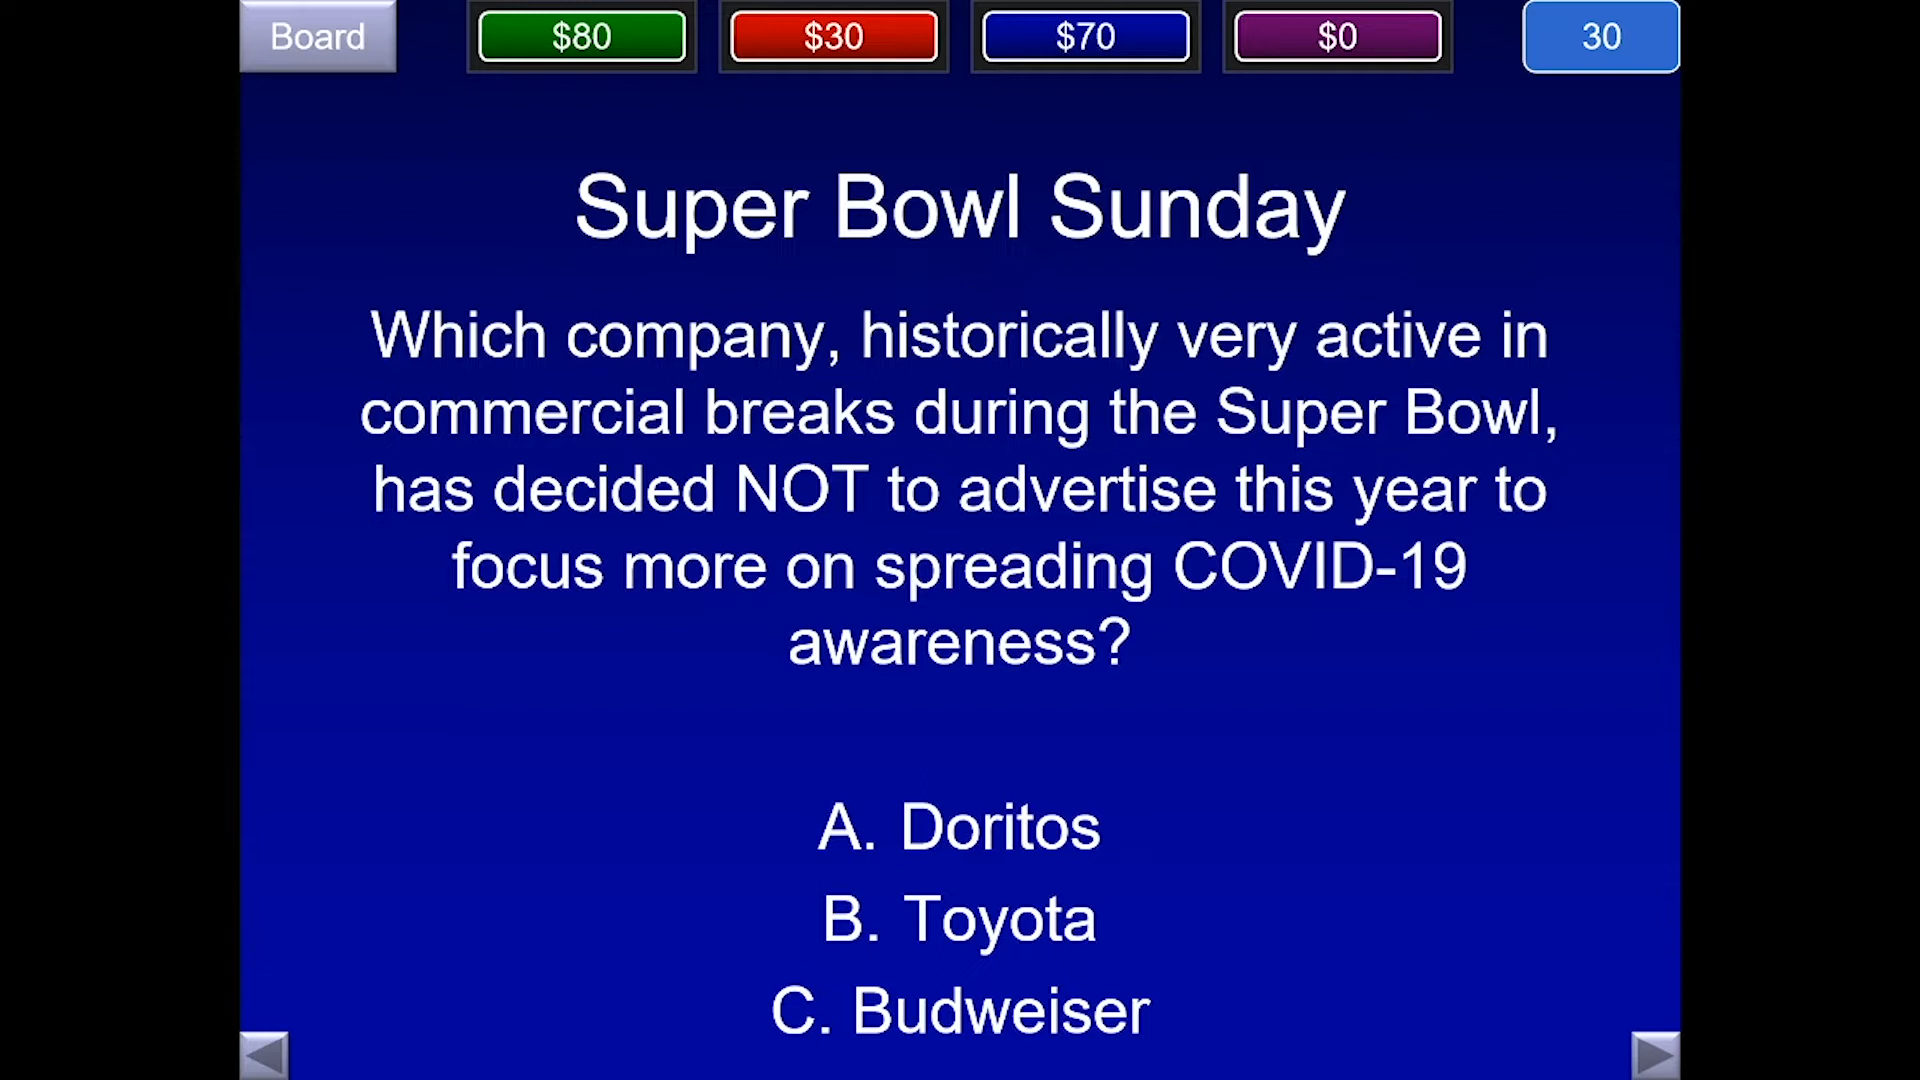 Board $80 $30 $70 $0 30
Super Bowl Sunday
Which company, historically very active in
commercial breaks during the Super Bowl,
has decided NOT to advertise this year to
focus more on spreading COVID-19
awareness?
A. Doritos
B. Toyota
C. Budweiser